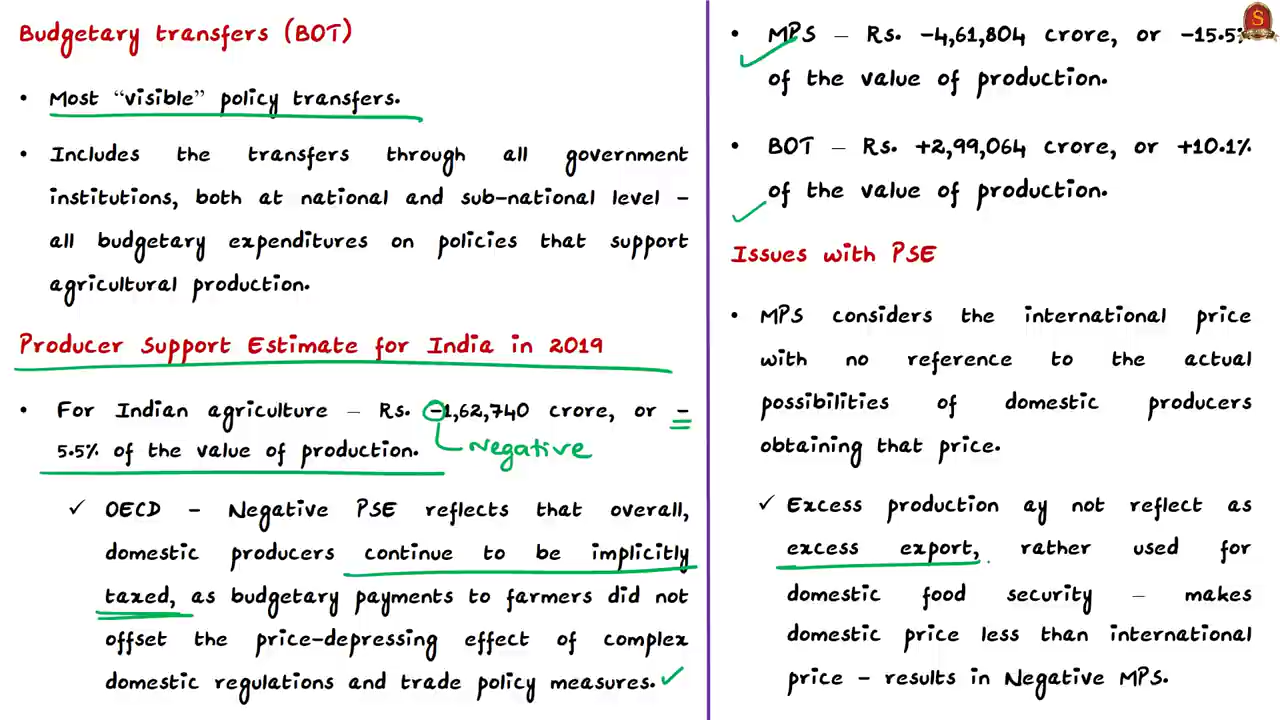 Budgetary transfers (BOT)
• Most “visible” policy transfers.
• Includes the transfers through all government
institutions, both at national and sub-national level –
all budgetary expenditures on policies that support
agricultural production.
Producer Support Estimate for India in 2019
• For Indian agriculture – Rs. -1,62,740 crore, or -
5.5% of the value of production.
Negative
✓ OECD - Negative PSE reflects that overall,
domestic producers continue to be implicitly
taxed, as budgetary payments to farmers did not
offset the price-depressing effect of complex
domestic regulations and trade policy measures.
• MPS – Rs. -4,61,804 crore, or -15.5%
of the value of production.
• BOT – Rs. +2,99,064 crore, or +10.1%
of the value of production.
Issues with PSE
• MPS considers the international price
with no reference to the actual
possibilities of domestic producers
obtaining that price.
✓ Excess production ay not reflect as
excess export, rather used for
domestic food security – makes
domestic price less than international
price – results in Negative MPS.